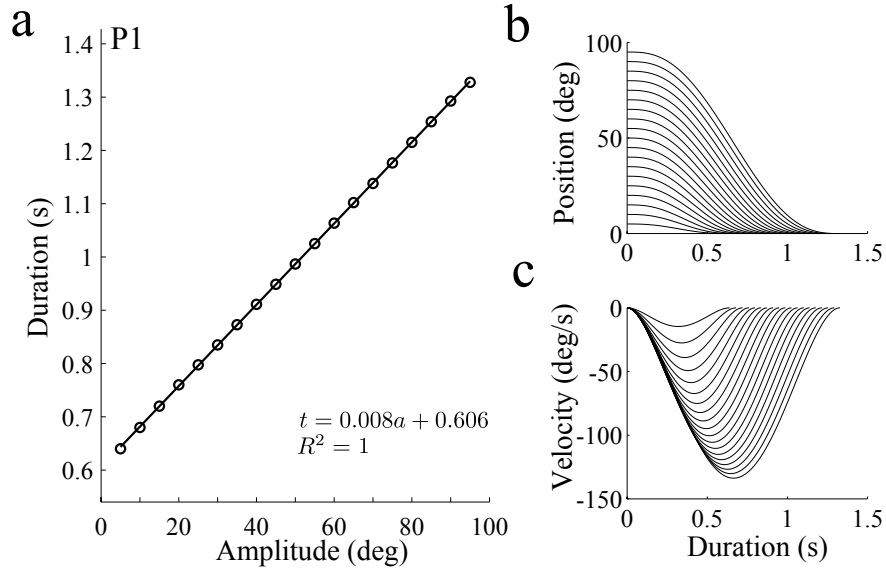 a
P1
1.4
1.3
1.2
1.1
1
0.9
0.8
0.7
0.6
Duration (s)
t = 0.008a + 0.606
R² = 1
0 20 40 60 80 100
Amplitude (deg)
b
100
50
0
Position (deg)
0 0.5 1 1.5
c
0
-50
-100
-150
Velocity (deg/s)
0 0.5 1 1.5
Duration (s)